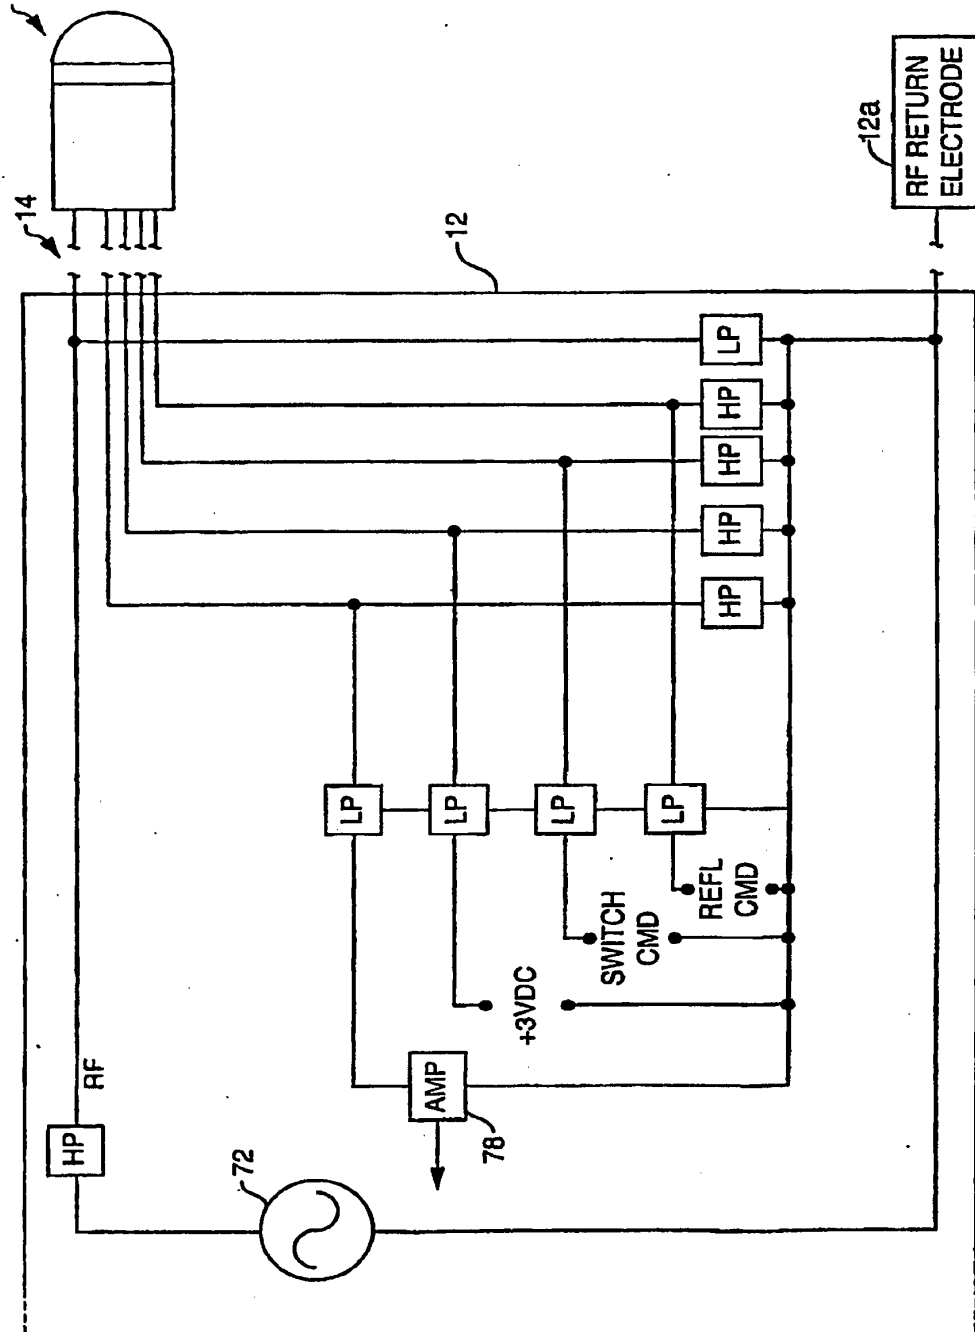 14
HP
RF
72
LP
12
AMP
LP
78
+3VDC
LP
SWITCH
CMD
LP
REFL
CMD
HP
HP
HP
HP
LP
12a
RF RETURN
ELECTRODE